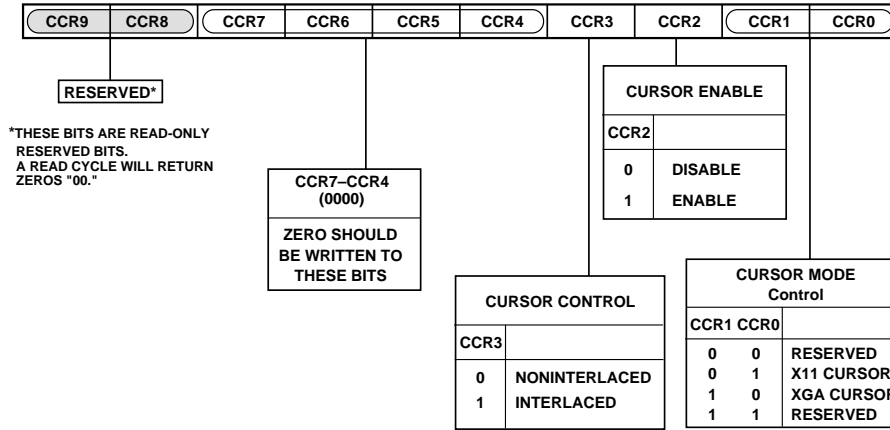 CCR9 CCR8 CCR7 CCR6 CCR5 CCR4 CCR3 CCR2 CCR1 CCR0
RESERVED*
*THESE BITS ARE READ-ONLY
RESERVED BITS.
A READ CYCLE WILL RETURN
ZEROS "00."
CCR7–CCR4
(0000)
ZERO SHOULD
BE WRITTEN TO
THESE BITS
CURSOR CONTROL
CCR3
0 NONINTERLACED
1 INTERLACED
CURSOR ENABLE
CCR2
0 DISABLE
1 ENABLE
CURSOR MODE
Control
CCR1 CCR0
0 0 RESERVED
0 1 X11 CURSOR
1 0 XGA CURSOR
1 1 RESERVED